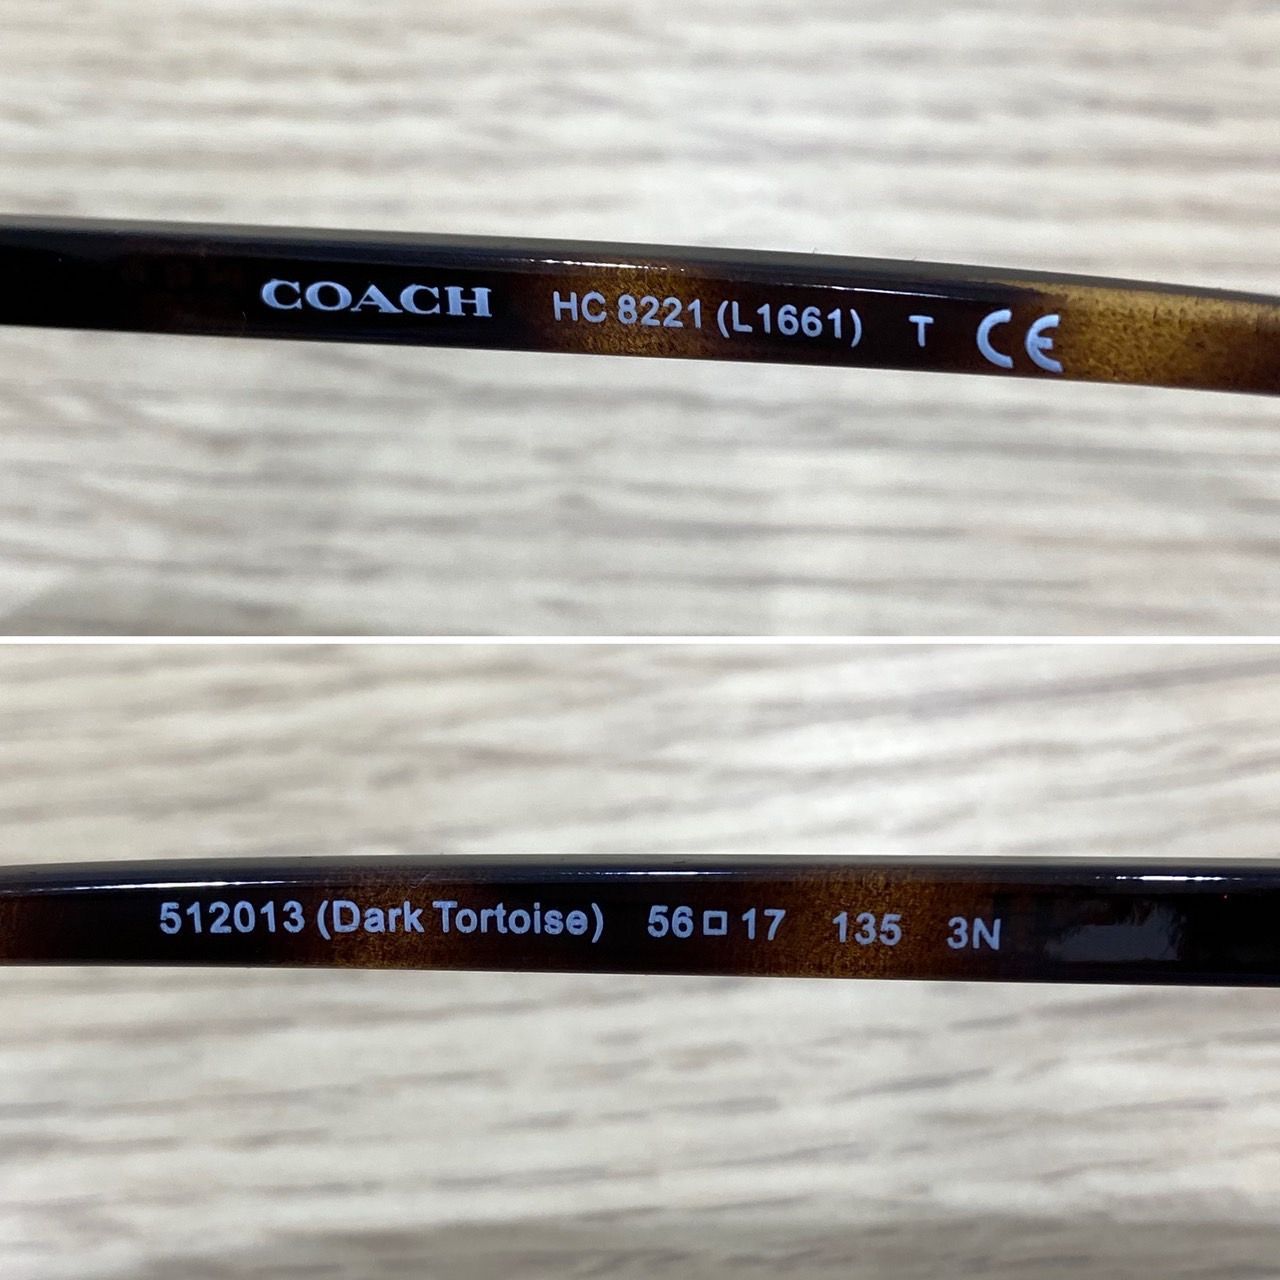 COACH HC 8221 (L1661) T CE
512013 (Dark Tortoise) 56□17 135 3N